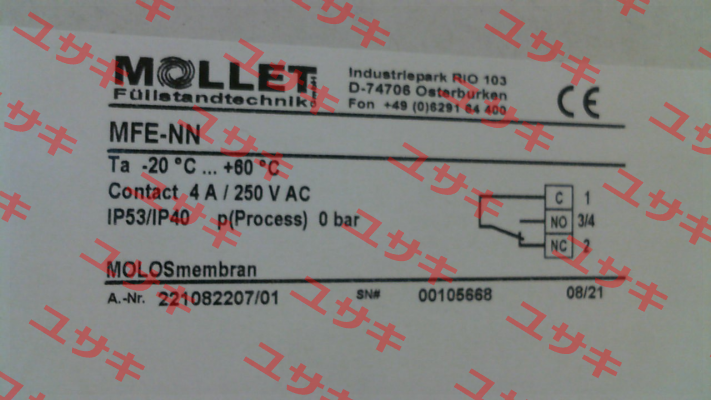 MOLLET GmbH
Füllstandtechnik
Industriepark RIO 103
D-74706 Osterburken
Fon +49 (0)6291 64 400
CE
MFE-NN
Ta -20 °C ... +60 °C
Contact 4 A / 250 V AC
IP53/IP40 p(Process) 0 bar
C 1
NO 3/4
NC 2
MOLOSmembran
A.-Nr. 221082207/01 SN# 00105668 08/21
ユサキ